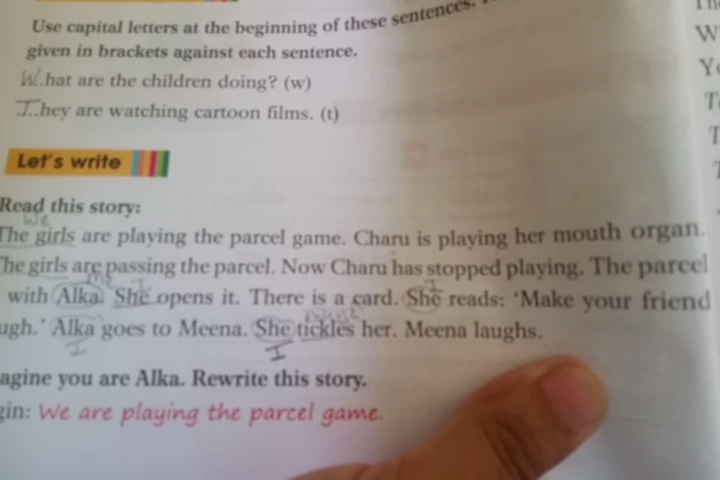 Use capital letters at the beginning of these sentences.
given in brackets against each sentence.
W.hat are the children doing? (w)
T..hey are watching cartoon films. (t)
Let's write
Read this story:
we
The girls are playing the parcel game. Charu is playing her mouth organ.
The girls are passing the parcel. Now Charu has stopped playing. The parcel
me I I
with Alka. She opens it. There is a card. She reads: 'Make your friend
ugh.' Alka goes to Meena. She tickles her. Meena laughs.
I I
agine you are Alka. Rewrite this story.
gin: We are playing the parcel game.
W
Y
T
T